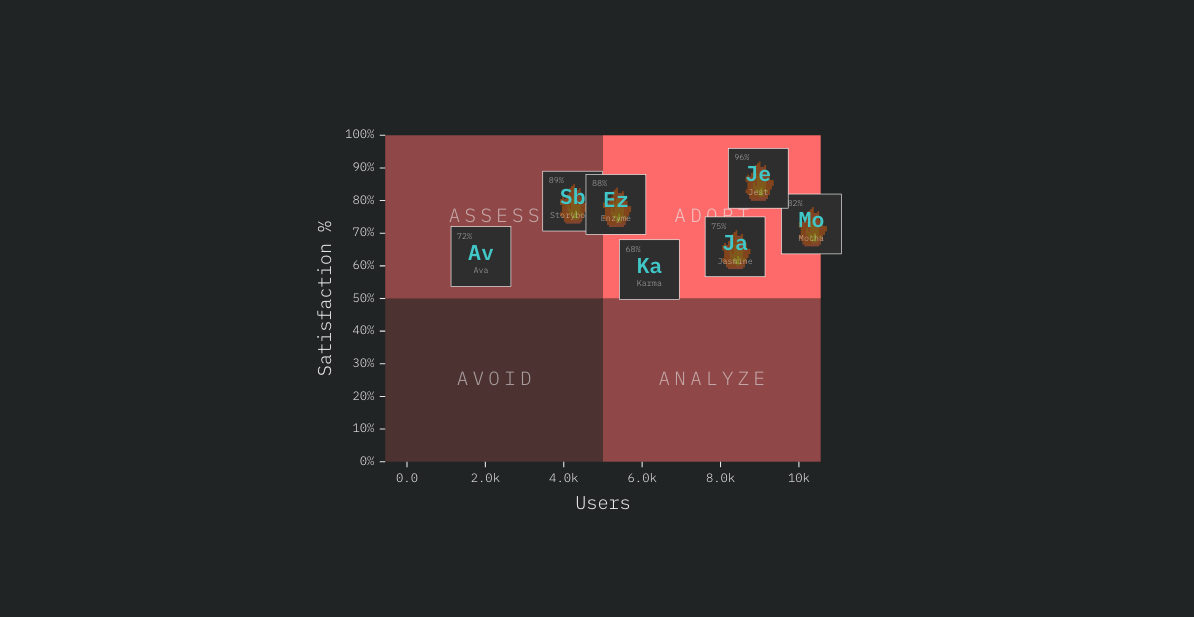 100%
90%
80%
70%
60%
50%
40%
30%
20%
10%
0%
Satisfaction %
ASSESS
ADOPT
AVOID
ANALYZE
96%
Je
Jest
89%
Sb
Storybo
88%
Ez
Enzyme
82%
Mo
Mocha
75%
Ja
Jasmine
72%
Av
Ava
68%
Ka
Karma
0.0
2.0k
4.0k
6.0k
8.0k
10k
Users